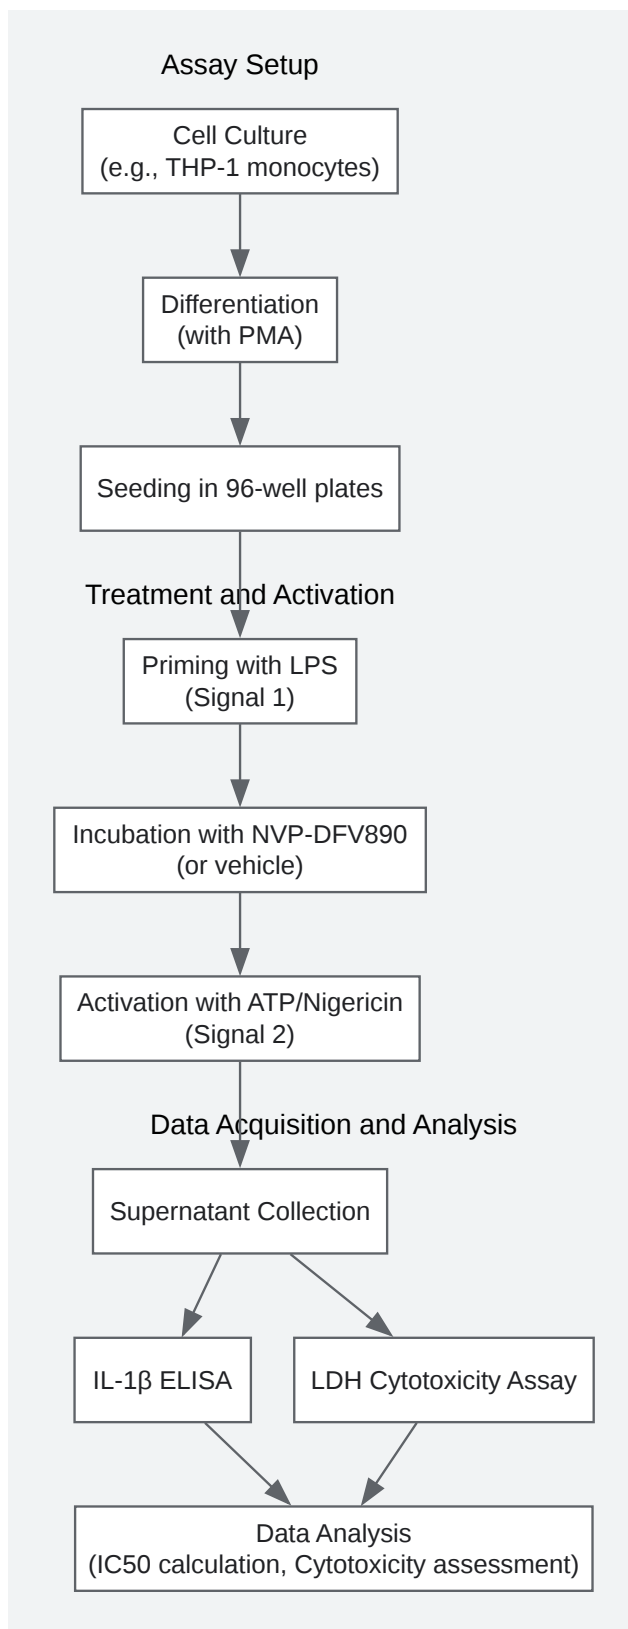 Assay Setup
Cell Culture
(e.g., THP-1 monocytes)
Differentiation
(with PMA)
Seeding in 96-well plates
Treatment and Activation
Priming with LPS
(Signal 1)
Incubation with NVP-DFV890
(or vehicle)
Activation with ATP/Nigericin
(Signal 2)
Data Acquisition and Analysis
Supernatant Collection
IL-1β ELISA
LDH Cytotoxicity Assay
Data Analysis
(IC50 calculation, Cytotoxicity assessment)